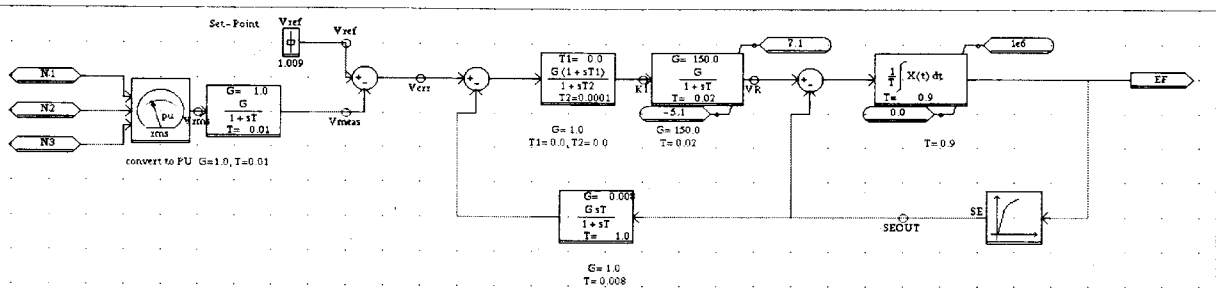 Set-Point
Vref
Vref
1.009
N1
N2
N3
pu
rms
rms
G= 1.0
G
1 + sT
T= 0.01
convert to PU G=1.0, T=0.01
+
-
Vmeas
Verr
+
-
T1= 0.0
G (1 + sT1)
1 + sT2
T2=0.0001
G= 1.0
T1= 0.0, T2= 0.0
K1
7.1
G= 150.0
G
1 + sT
T= 0.02
-5.1
G= 150.0
T= 0.02
VR
+
-
1e6
1
T
X(t) dt
T= 0.9
0.0
T= 0.9
EF
G= 0.008
G sT
1 + sT
T= 1.0
G= 1.0
T= 0.008
SEOUT
SE